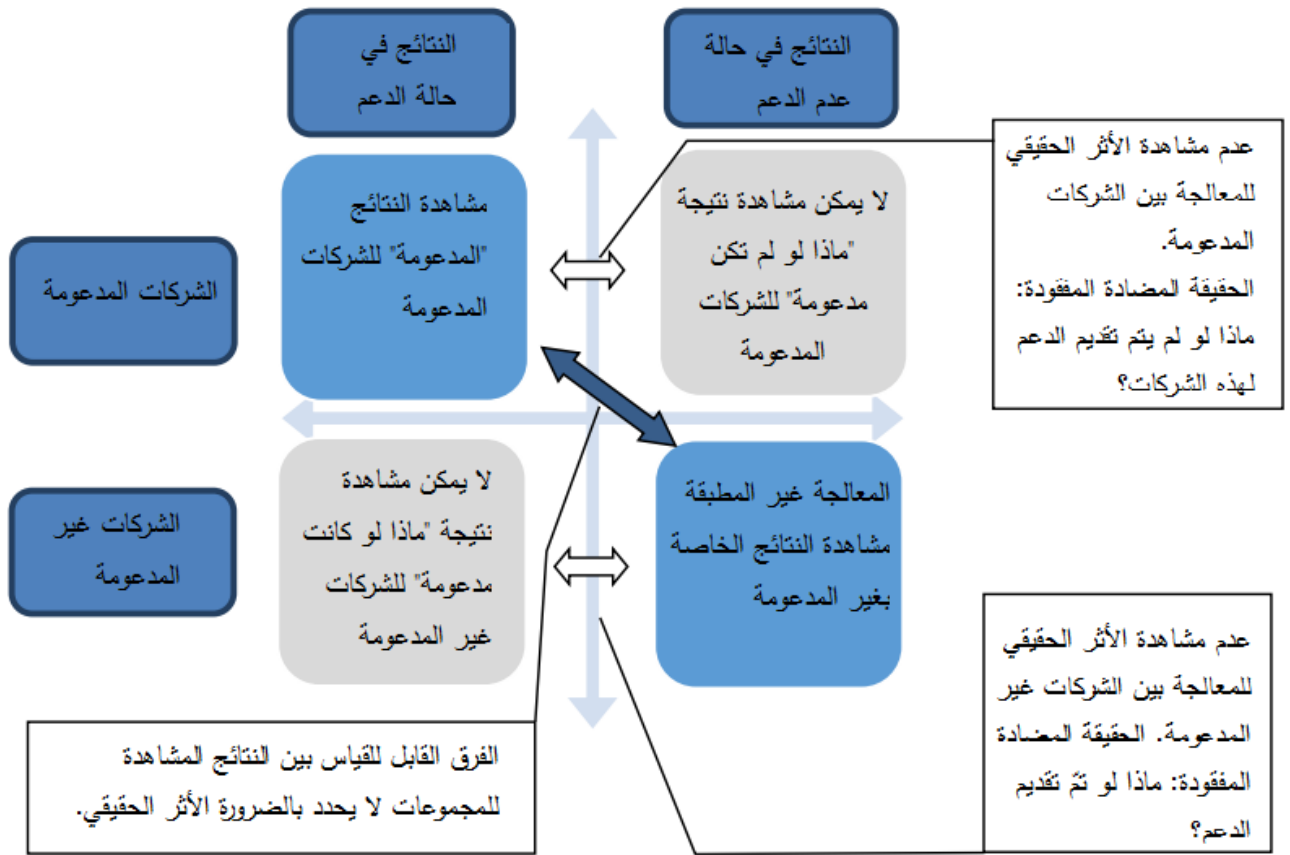 النتائج في حالة
عدم الدعم
النتائج في
حالة الدعم
عدم مشاهدة الأثر الحقيقي
للمعالجة بين الشركات
المدعومة.
الحقيقة المضادة المفقودة:
ماذا لو لم يتم تقديم الدعم
لهذه الشركات؟
لا يمكن مشاهدة نتيجة
"ماذا لو لم تكن
مدعومة" للشركات
المدعومة
مشاهدة النتائج
"المدعومة" للشركات
المدعومة
الشركات المدعومة
المعالجة غير المطبقة
مشاهدة النتائج الخاصة
بغير المدعومة
لا يمكن مشاهدة
نتيجة "ماذا لو كانت
مدعومة" للشركات
غير المدعومة
الشركات غير
المدعومة
عدم مشاهدة الأثر الحقيقي
للمعالجة بين الشركات غير
المدعومة. الحقيقة المضادة
المفقودة: ماذا لو تمّ تقديم
الدعم؟
الفرق القابل للقياس بين النتائج المشاهدة
للمجموعات لا يحدد بالضرورة الأثر الحقيقي.